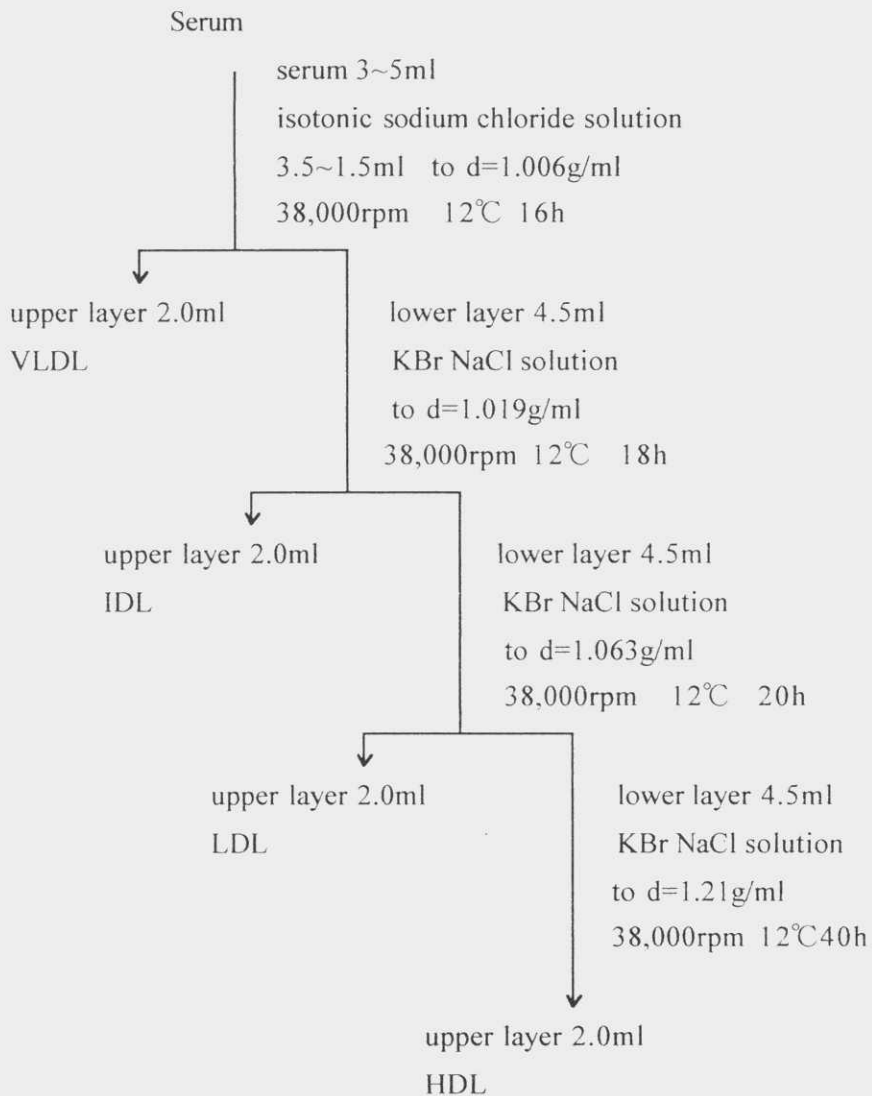 Serum
serum 3~5ml
isotonic sodium chloride solution
3.5~1.5ml to d=1.006g/ml
38,000rpm 12℃ 16h
upper layer 2.0ml
VLDL
lower layer 4.5ml
KBr NaCl solution
to d=1.019g/ml
38,000rpm 12℃ 18h
upper layer 2.0ml
IDL
lower layer 4.5ml
KBr NaCl solution
to d=1.063g/ml
38,000rpm 12℃ 20h
upper layer 2.0ml
LDL
lower layer 4.5ml
KBr NaCl solution
to d=1.21g/ml
38,000rpm 12℃40h
upper layer 2.0ml
HDL